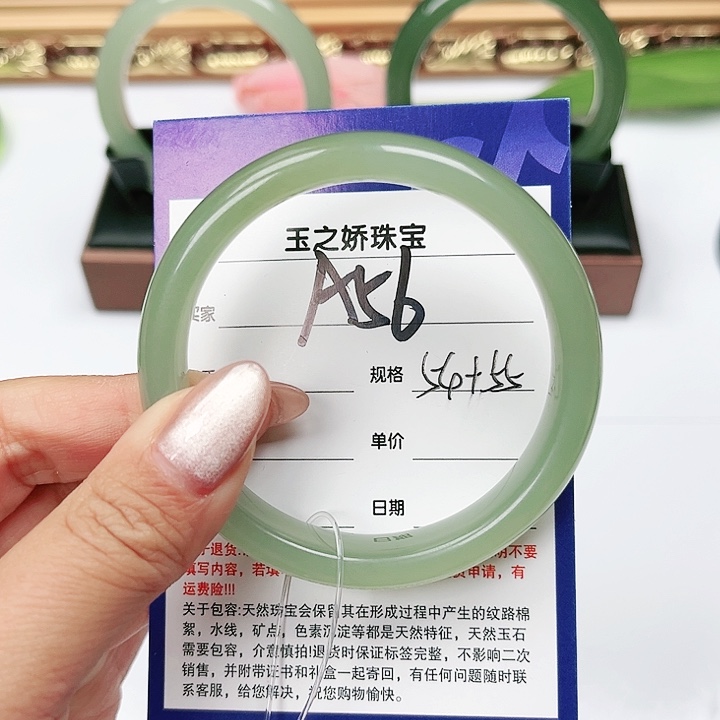 玉之娇珠宝
A56
买家
规格 56+55
单价
日期
于退货:
期不要
填写内容，若填
货申请，有
运费险!!!
关于包容:天然珠宝会保留其在形成过程中产生的纹路棉
絮，水线，矿点，色素沉淀等都是天然特征，天然玉石
需要包容，介意慎拍!退货时保证标签完整，不影响二次
销售，并附带证书和礼盒一起寄回，有任何问题随时联
系客服，给您解决，祝您购物愉快。